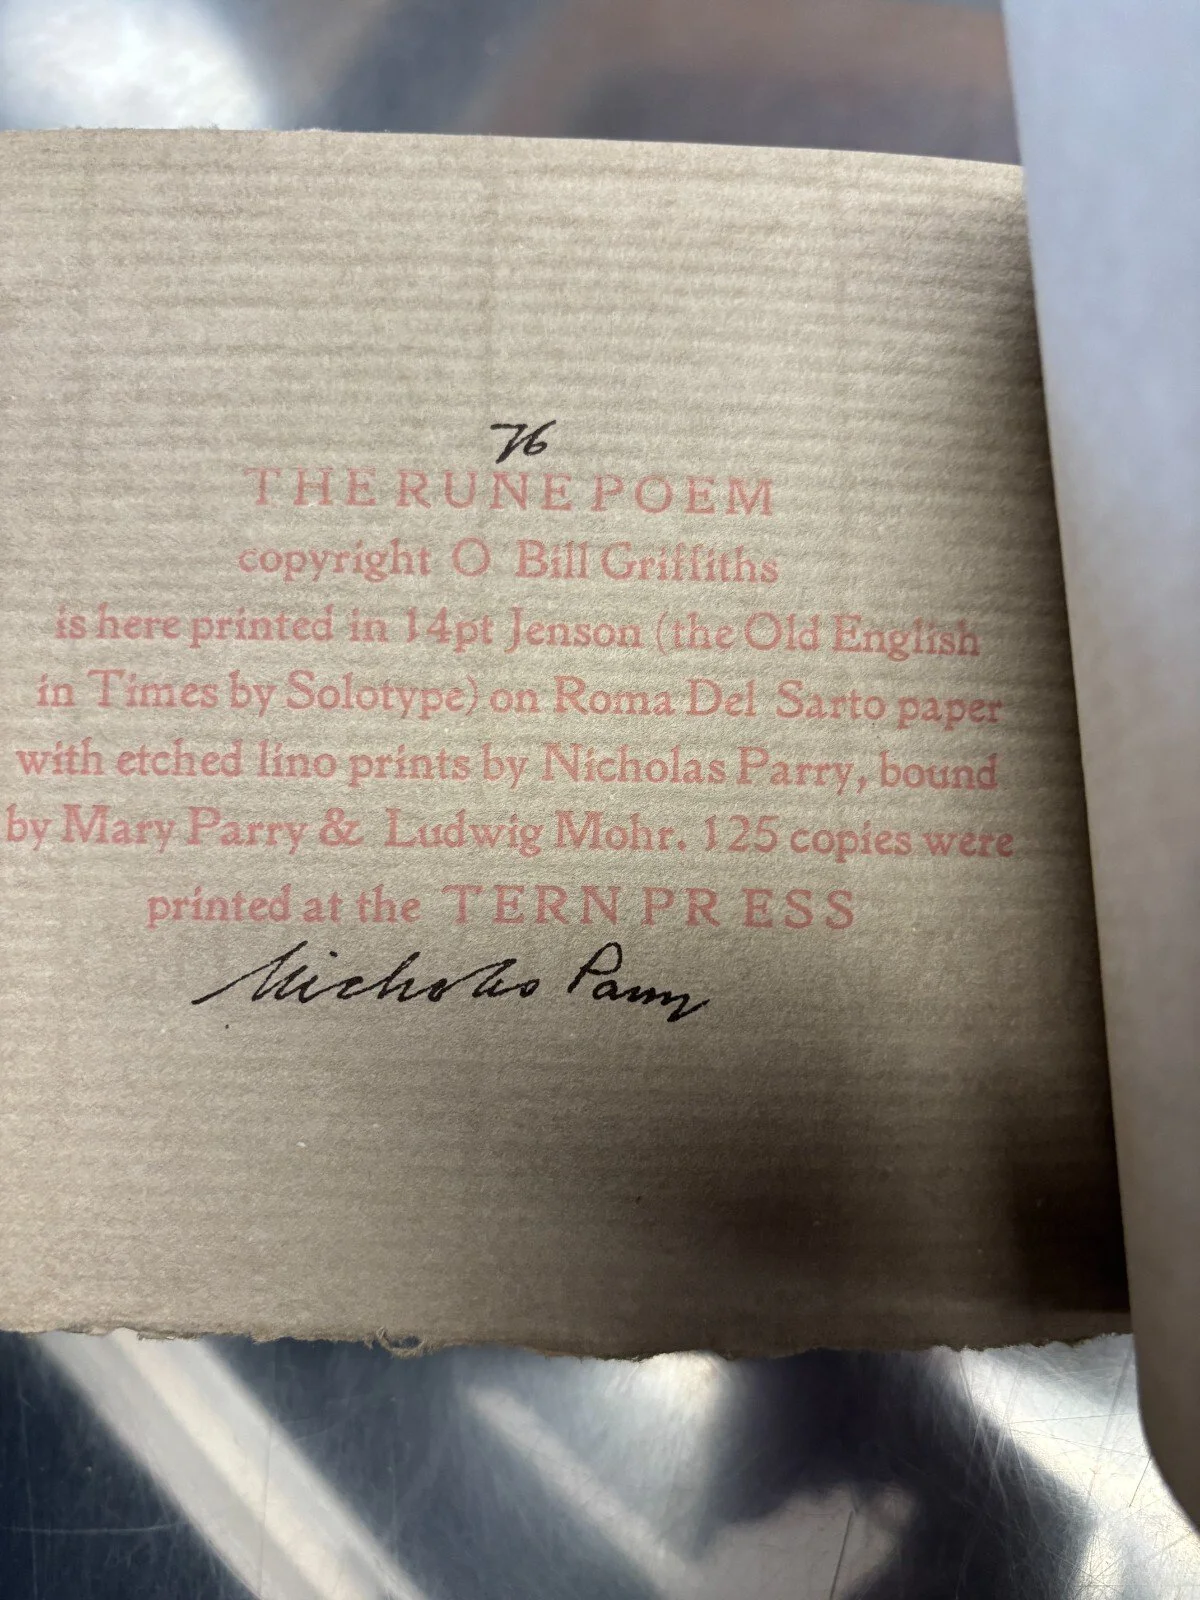 76
THE RUNE POEM
copyright O Bill Griffiths
is here printed in 14pt Jenson (the Old English
in Times by Solotype) on Roma Del Sarto paper
with etched lino prints by Nicholas Parry, bound
by Mary Parry & Ludwig Mohr. 125 copies were
printed at the TERN PRESS
Nicholas Parry